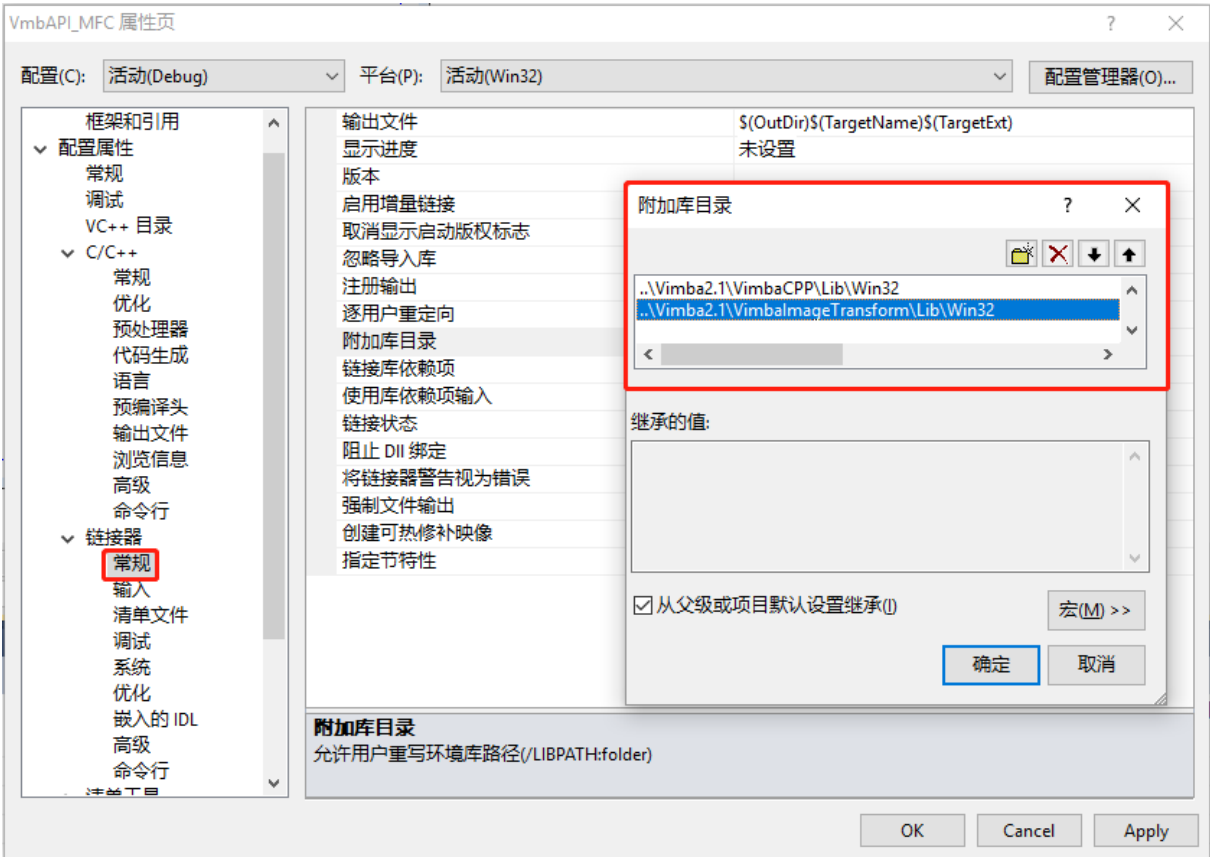 VmbAPI_MFC 属性页
?
配置(C): 活动(Debug) 平台(P): 活动(Win32) 配置管理器(O)...
框架和引用
配置属性
常规
调试
VC++ 目录
C/C++
常规
优化
预处理器
代码生成
语言
预编译头
输出文件
浏览信息
高级
命令行
链接器
常规
输入
清单文件
调试
系统
优化
嵌入的 IDL
高级
命令行
清单工具
输出文件 $(OutDir)$(TargetName)$(TargetExt)
显示进度 未设置
版本
启用增量链接
取消显示启动版权标志
忽略导入库
注册输出
逐用户重定向
附加库目录
链接库依赖项
使用库依赖项输入
链接状态
阻止 Dll 绑定
将链接器警告视为错误
强制文件输出
创建可热修补映像
指定节特性
附加库目录 ?
..\Vimba2.1\VimbaCPP\Lib\Win32
..\Vimba2.1\VimbaImageTransform\Lib\Win32
继承的值:
从父级或项目默认设置继承(I)
宏(M) >>
确定 取消
附加库目录
允许用户重写环境库路径(/LIBPATH:folder)
OK Cancel Apply